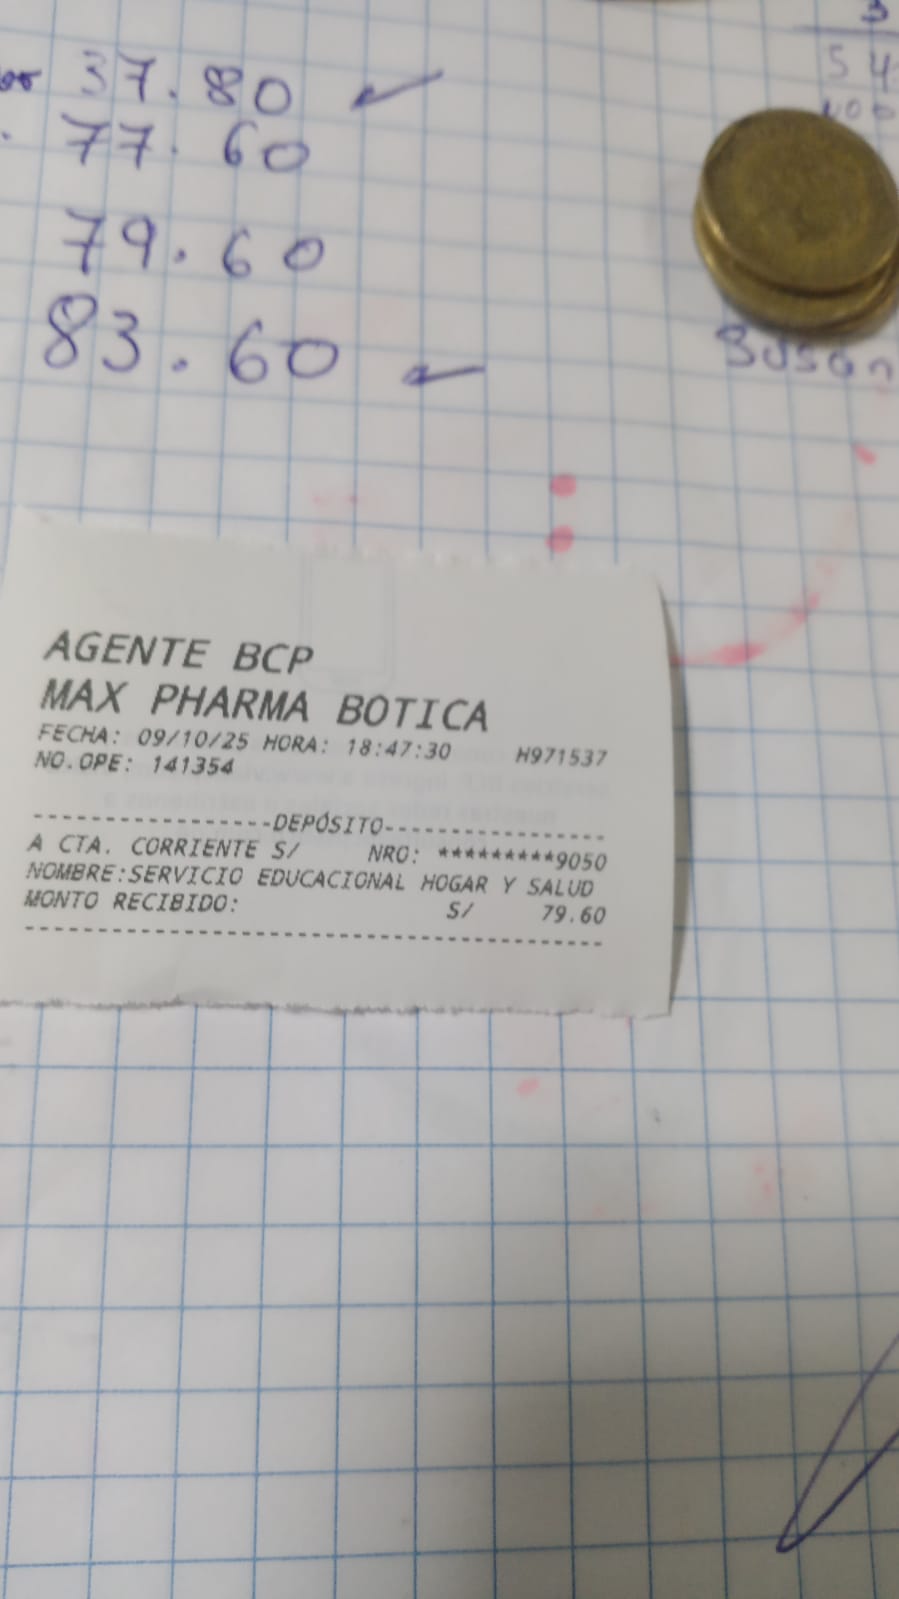 37.80
77.60
79.60
83.60
54
Susan
AGENTE BCP
MAX PHARMA BOTICA
FECHA: 09/10/25 HORA: 18:47:30 H971537
NO.OPE: 141354
----------------DEPÓSITO----------------
A CTA. CORRIENTE S/ NRO: *********9050
NOMBRE:SERVICIO EDUCACIONAL HOGAR Y SALUD
MONTO RECIBIDO: S/ 79.60